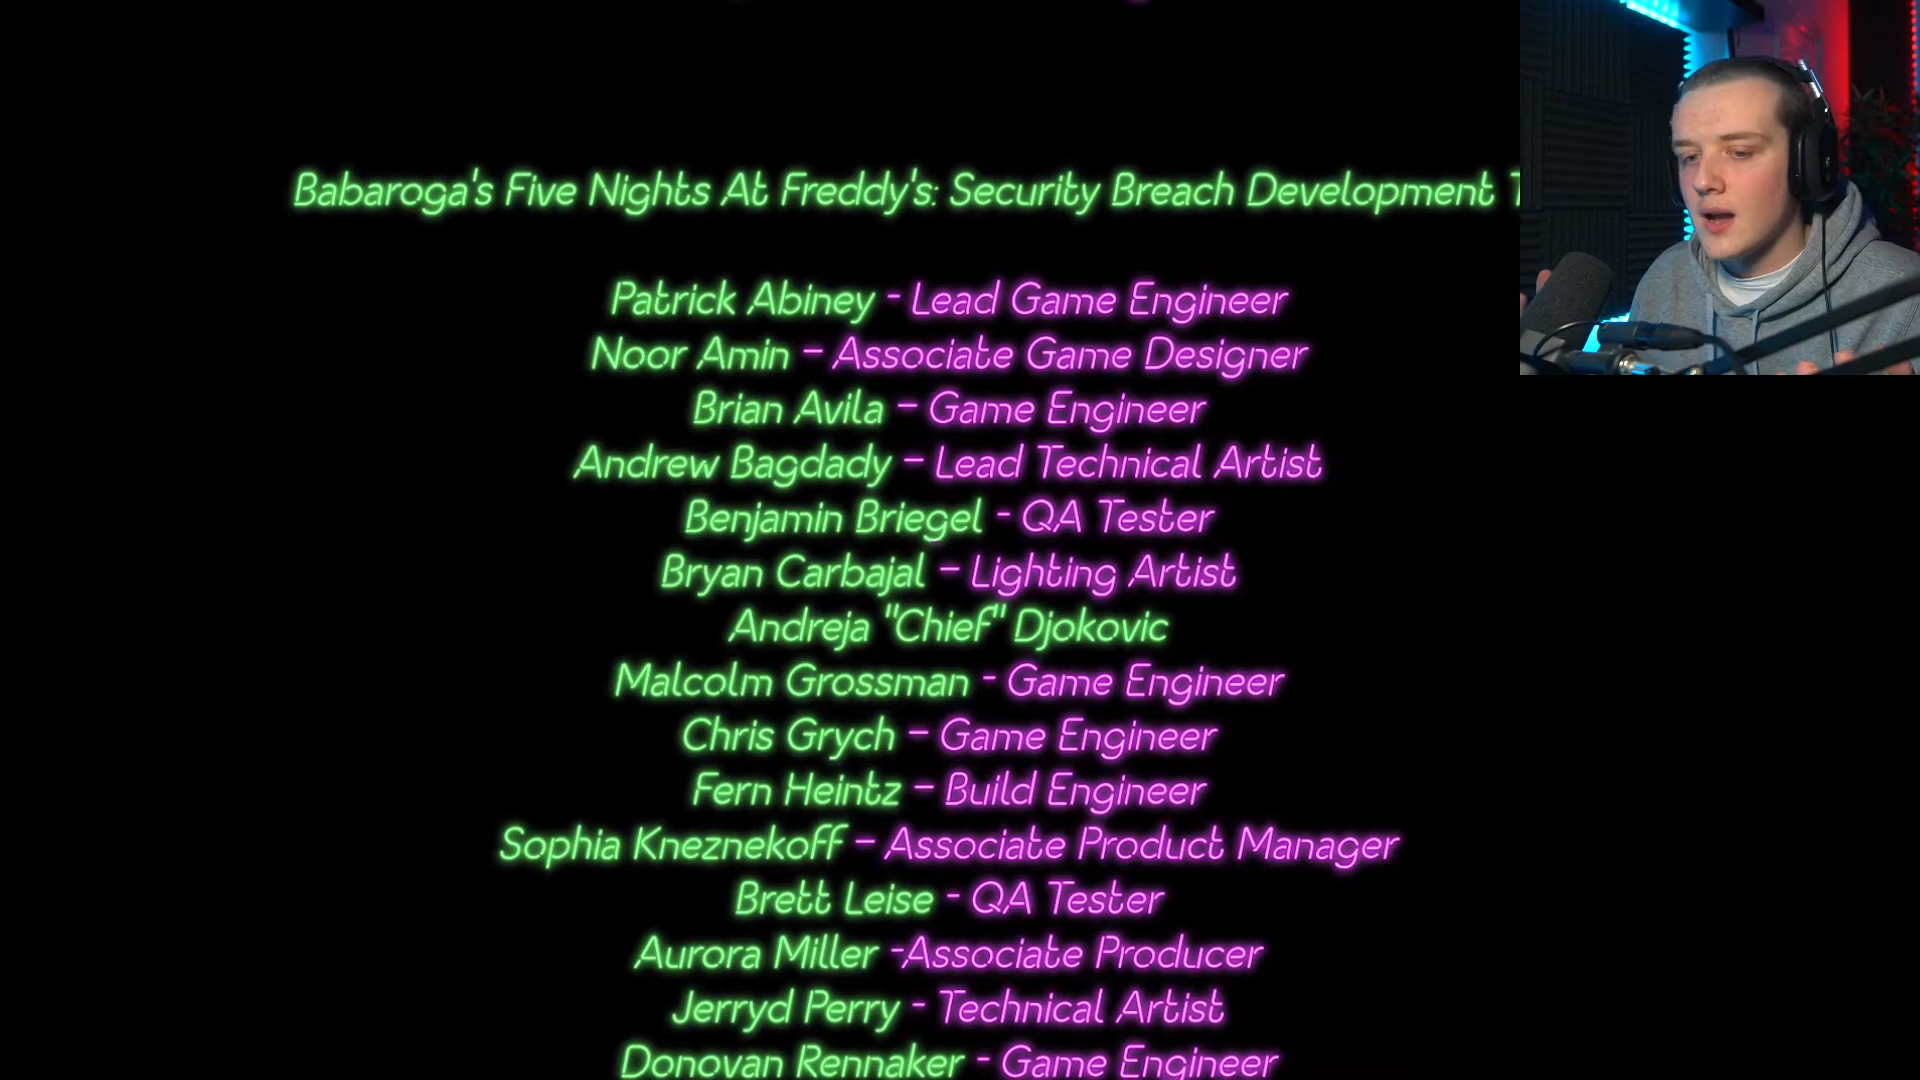 Babaroga's Five Nights At Freddy's: Security Breach Development
Patrick Abiney - Lead Game Engineer
Noor Amin – Associate Game Designer
Brian Avila – Game Engineer
Andrew Bagdady – Lead Technical Artist
Benjamin Briegel - QA Tester
Bryan Carbajal – Lighting Artist
Andreja "Chief" Djokovic
Malcolm Grossman - Game Engineer
Chris Grych – Game Engineer
Fern Heintz – Build Engineer
Sophia Kneznekoff – Associate Product Manager
Brett Leise - QA Tester
Aurora Miller -Associate Producer
Jerryd Perry - Technical Artist
Donovan Rennaker - Game Engineer